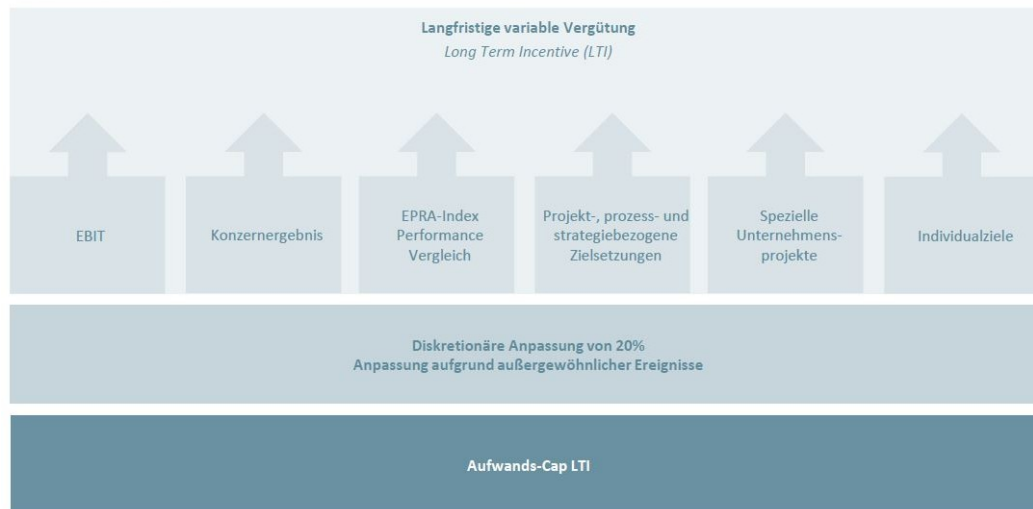 Langfristige variable Vergütung
Long Term Incentive (LTI)
EBIT
Konzernergebnis
EPRA-Index
Performance
Vergleich
Projekt-, prozess- und
strategiebezogene
Zielsetzungen
Spezielle
Unternehmens-
projekte
Individualziele
Diskretionäre Anpassung von 20%
Anpassung aufgrund außergewöhnlicher Ereignisse
Aufwands-Cap LTI